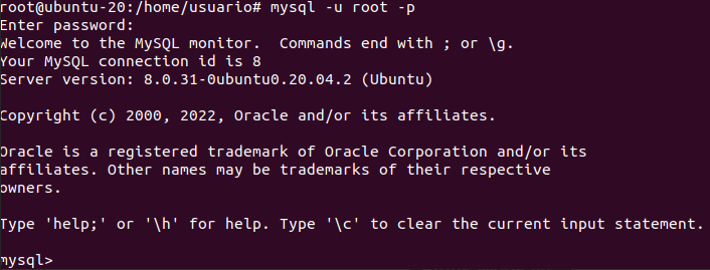 root@ubuntu-20:/home/usuario# mysql -u root -p
Enter password:
Welcome to the MySQL monitor.  Commands end with ; or \g.
Your MySQL connection id is 8
Server version: 8.0.31-0ubuntu0.20.04.2 (Ubuntu)
Copyright (c) 2000, 2022, Oracle and/or its affiliates.
Oracle is a registered trademark of Oracle Corporation and/or its
affiliates. Other names may be trademarks of their respective
owners.
Type 'help;' or '\h' for help. Type '\c' to clear the current input statement.
mysql>